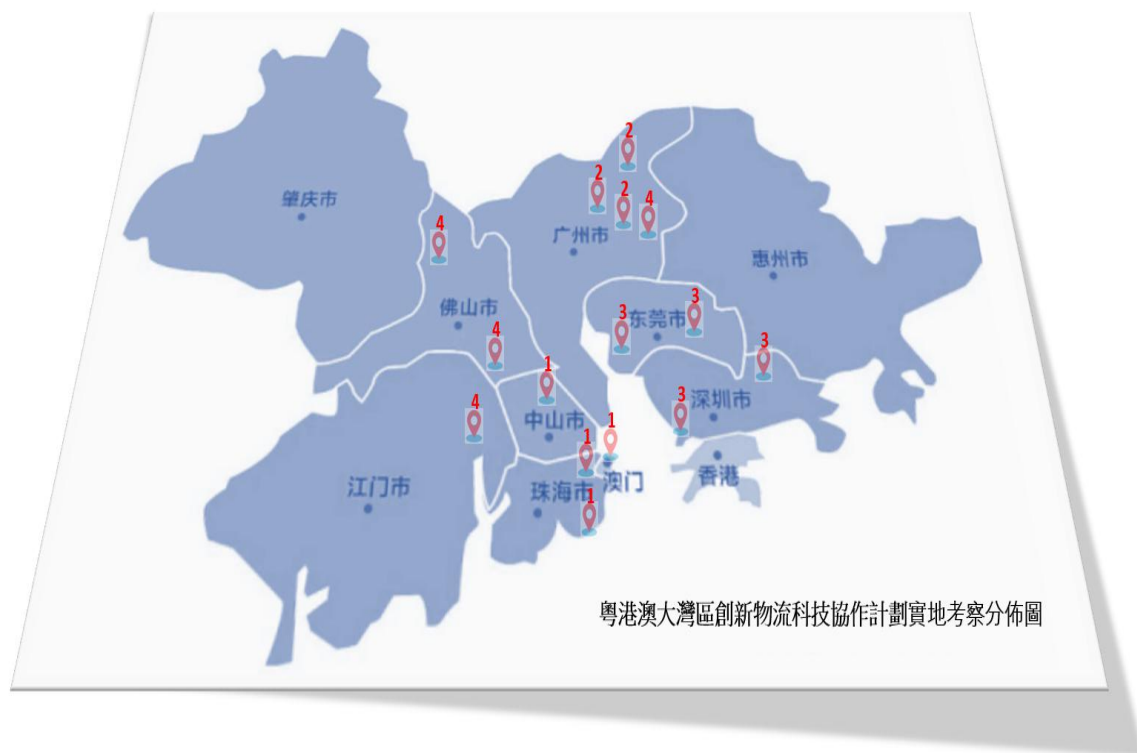 2
2
2
4
肇庆市
4
广州市
惠州市
3
3
佛山市
东莞市
4
3
1
3
深圳市
4
中山市
1
1
香港
澳门
江门市
珠海市
1
粵港澳大灣區創新物流科技協作計劃實地考察分佈圖